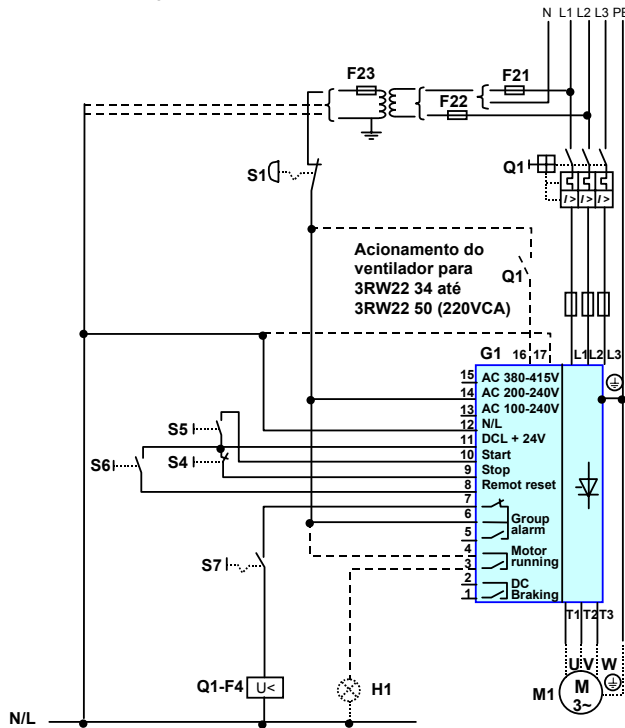 N L1 L2 L3 PE
F23
F21
F22
S1
Q1
I > I > I >
Acionamento do
ventilador para
3RW22 34 até
3RW22 50 (220VCA)
Q1
G1 16 17 L1 L2 L3
15 AC 380-415V
14 AC 200-240V
13 AC 100-240V
12 N/L
11 DCL + 24V
10 Start
9 Stop
8 Remot reset
S5
S4
S6
7
6 Group
5 alarm
4 Motor
3 running
2 DC
1 Braking
S7
T1 T2 T3
U V W
M1 M
3~
Q1-F4 U<
H1
N/L